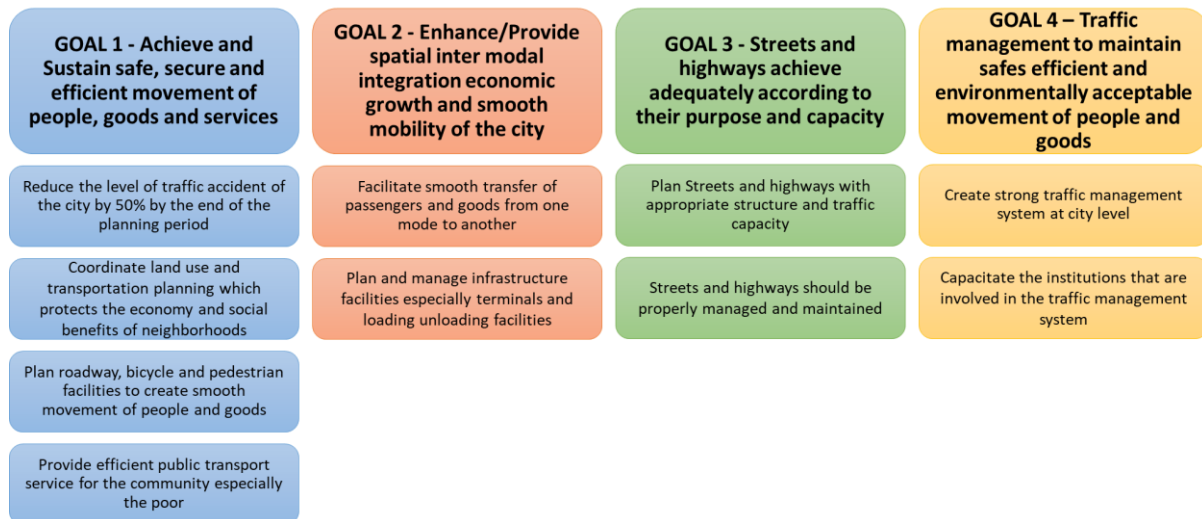 GOAL 1 - Achieve and
Sustain safe, secure and
efficient movement of
people, goods and services
Reduce the level of traffic accident of
the city by 50% by the end of the
planning period
Coordinate land use and
transportation planning which
protects the economy and social
benefits of neighborhoods
Plan roadway, bicycle and pedestrian
facilities to create smooth
movement of people and goods
Provide efficient public transport
service for the community especially
the poor
GOAL 2 - Enhance/Provide
spatial inter modal
integration economic
growth and smooth
mobility of the city
Facilitate smooth transfer of
passengers and goods from one
mode to another
Plan and manage infrastructure
facilities especially terminals and
loading unloading facilities
GOAL 3 - Streets and
highways achieve
adequately according to
their purpose and capacity
Plan Streets and highways with
appropriate structure and traffic
capacity
Streets and highways should be
properly managed and maintained
GOAL 4 – Traffic
management to maintain
safes efficient and
environmentally acceptable
movement of people and
goods
Create strong traffic management
system at city level
Capacitate the institutions that are
involved in the traffic management
system